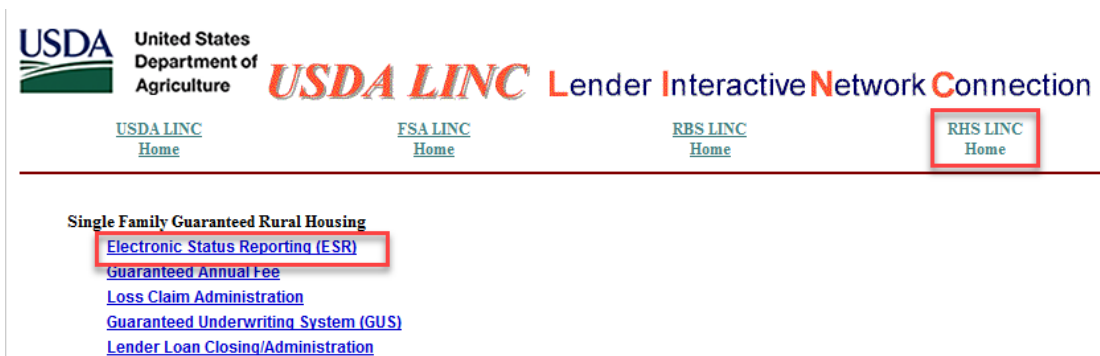 USDA
United States
Department of
Agriculture
USDA LINC Lender Interactive Network Connection
USDA LINC
Home
FSA LINC
Home
RBS LINC
Home
RHS LINC
Home
Single Family Guaranteed Rural Housing
Electronic Status Reporting (ESR)
Guaranteed Annual Fee
Loss Claim Administration
Guaranteed Underwriting System (GUS)
Lender Loan Closing/Administration